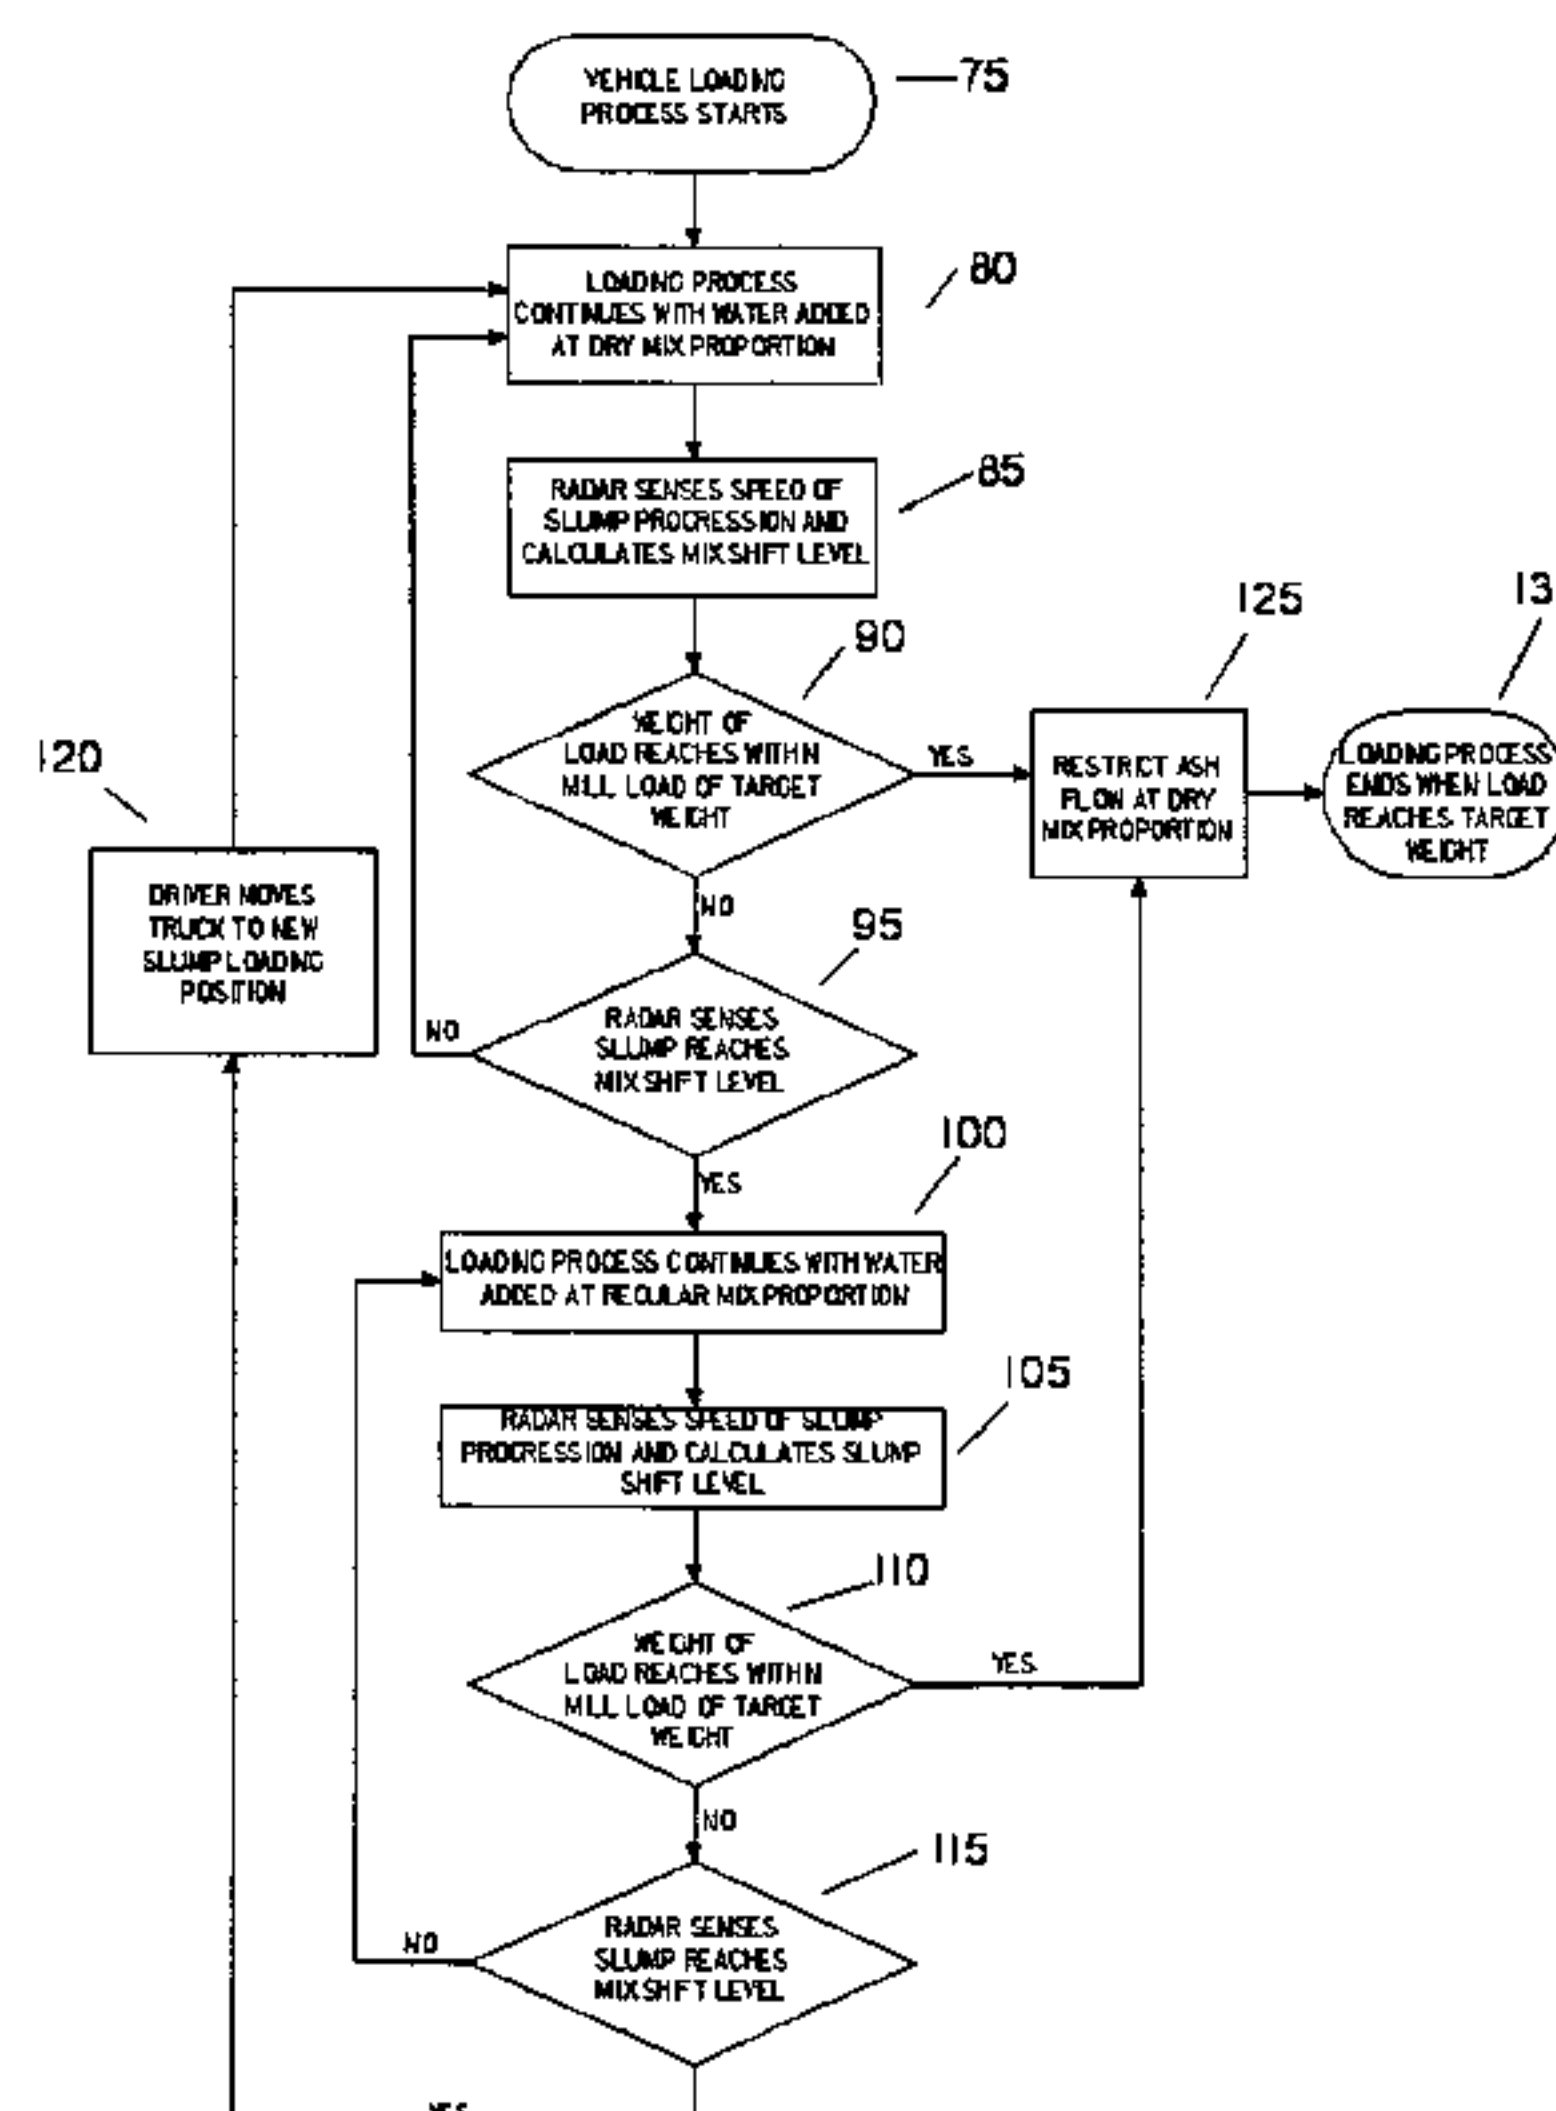 VEHICLE LOADING
PROCESS STARTS
75
LOADING PROCESS
CONTINUES WITH WATER ADDED
AT DRY MIX PROPORTION
80
RADAR SENSES SPEED OF
SLUMP PROGRESSION AND
CALCULATES MIX SHIFT LEVEL
85
WEIGHT OF
LOAD REACHES WITHIN
MILL LOAD OF TARGET
WEIGHT
90
YES
NO
RESTRICT ASH
FLOW AT DRY
MIX PROPORTION
125
LOADING PROCESS
ENDS WHEN LOAD
REACHES TARGET
WEIGHT
13
120
DRIVER MOVES
TRUCK TO NEW
SLUMP LOADING
POSITION
RADAR SENSES
SLUMP REACHES
MIX SHIFT LEVEL
95
NO
YES
LOADING PROCESS CONTINUES WITH WATER
ADDED AT REGULAR MIX PROPORTION
100
RADAR SENSES SPEED OF SLUMP
PROGRESSION AND CALCULATES SLUMP
SHIFT LEVEL
105
WEIGHT OF
LOAD REACHES WITHIN
MILL LOAD OF TARGET
WEIGHT
110
YES
NO
RADAR SENSES
SLUMP REACHES
MIX SHIFT LEVEL
115
NO
YES